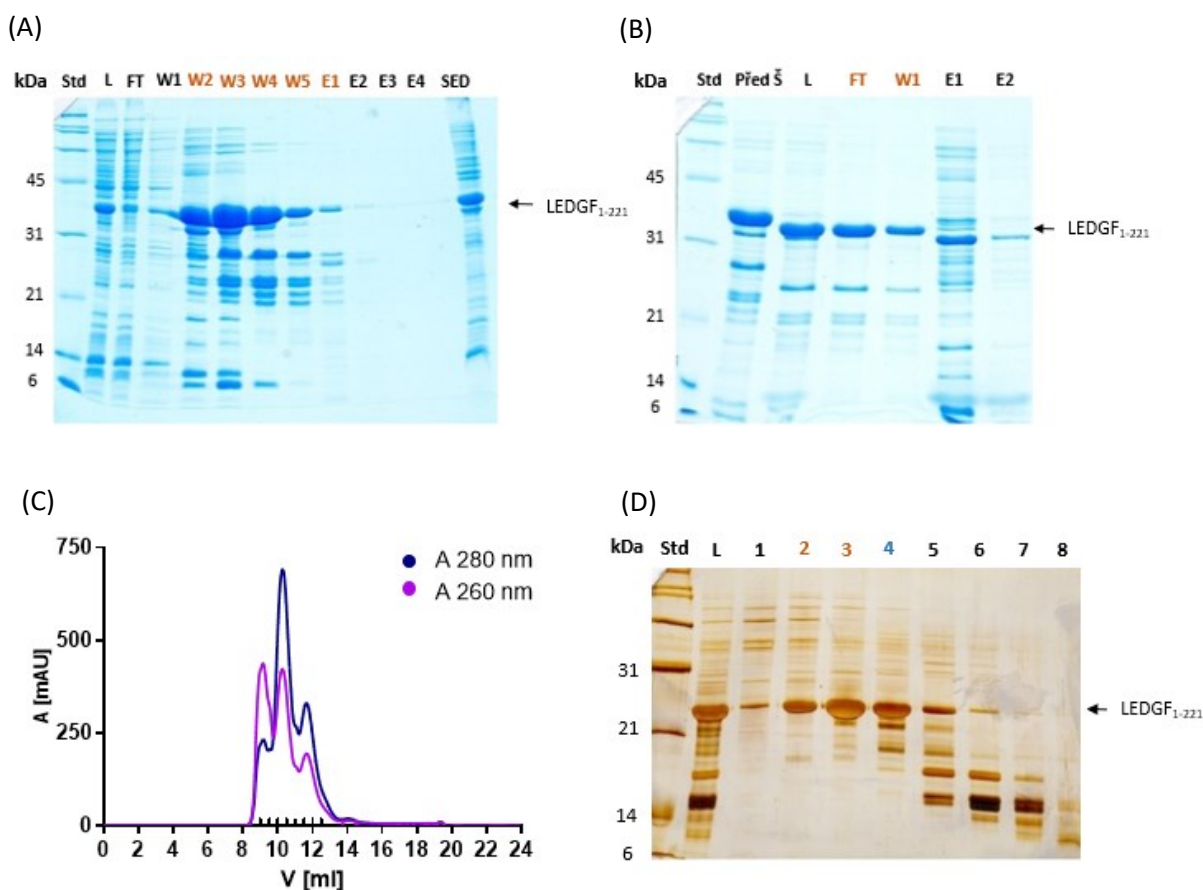 (A)
kDa Std L FT W1 W2 W3 W4 W5 E1 E2 E3 E4 SED
45
LEDGF1-221
31
21
14
6
(B)
kDa Std Před Š L FT W1 E1 E2
45
LEDGF1-221
31
21
14
6
(C)
750
500
250
0
A [mAU]
A 280 nm
A 260 nm
0 2 4 6 8 10 12 14 16 18 20 22 24
V [ml]
(D)
kDa Std L 1 2 3 4 5 6 7 8
31
LEDGF1-221
21
14
6